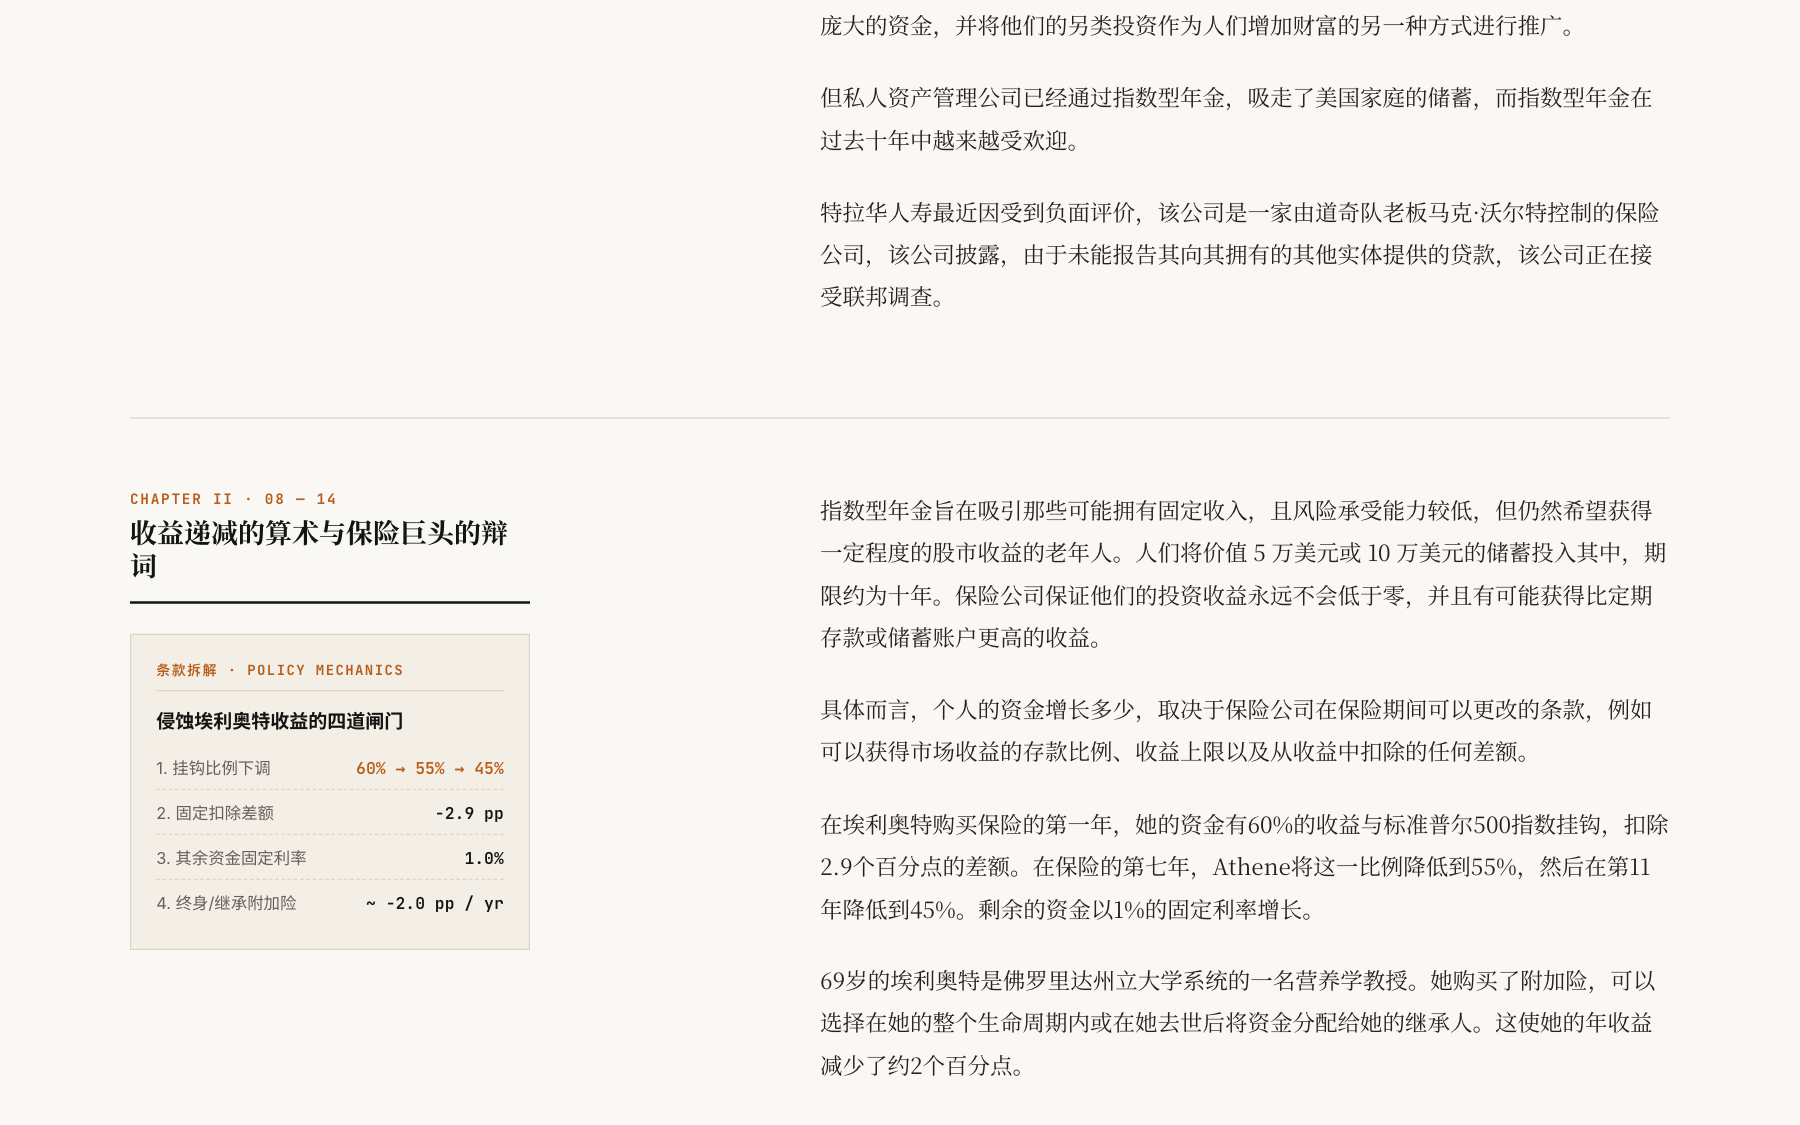 庞大的资金，并将他们的另类投资作为人们增加财富的另一种方式进行推广。
但私人资产管理公司已经通过指数型年金，吸走了美国家庭的储蓄，而指数型年金在
过去十年中越来越受欢迎。
特拉华人寿最近因受到负面评价，该公司是一家由道奇队老板马克·沃尔特控制的保险
公司，该公司披露，由于未能报告其向其拥有的其他实体提供的贷款，该公司正在接
受联邦调查。
CHAPTER II · 08 — 14
收益递减的算术与保险巨头的辩
词
条款拆解 · POLICY MECHANICS
侵蚀埃利奥特收益的四道闸门
1. 挂钩比例下调 60% → 55% → 45%
2. 固定扣除差额 -2.9 pp
3. 其余资金固定利率 1.0%
4. 终身/继承附加险 ~ -2.0 pp / yr
指数型年金旨在吸引那些可能拥有固定收入，且风险承受能力较低，但仍然希望获得
一定程度的股市收益的老年人。人们将价值 5 万美元或 10 万美元的储蓄投入其中，期
限约为十年。保险公司保证他们的投资收益永远不会低于零，并且有可能获得比定期
存款或储蓄账户更高的收益。
具体而言，个人的资金增长多少，取决于保险公司在保险期间可以更改的条款，例如
可以获得市场收益的存款比例、收益上限以及从收益中扣除的任何差额。
在埃利奥特购买保险的第一年，她的资金有60%的收益与标准普尔500指数挂钩，扣除
2.9个百分点的差额。在保险的第七年，Athene将这一比例降低到55%，然后在第11
年降低到45%。剩余的资金以1%的固定利率增长。
69岁的埃利奥特是佛罗里达州立大学系统的一名营养学教授。她购买了附加险，可以
选择在她的整个生命周期内或在她去世后将资金分配给她的继承人。这使她的年收益
减少了约2个百分点。